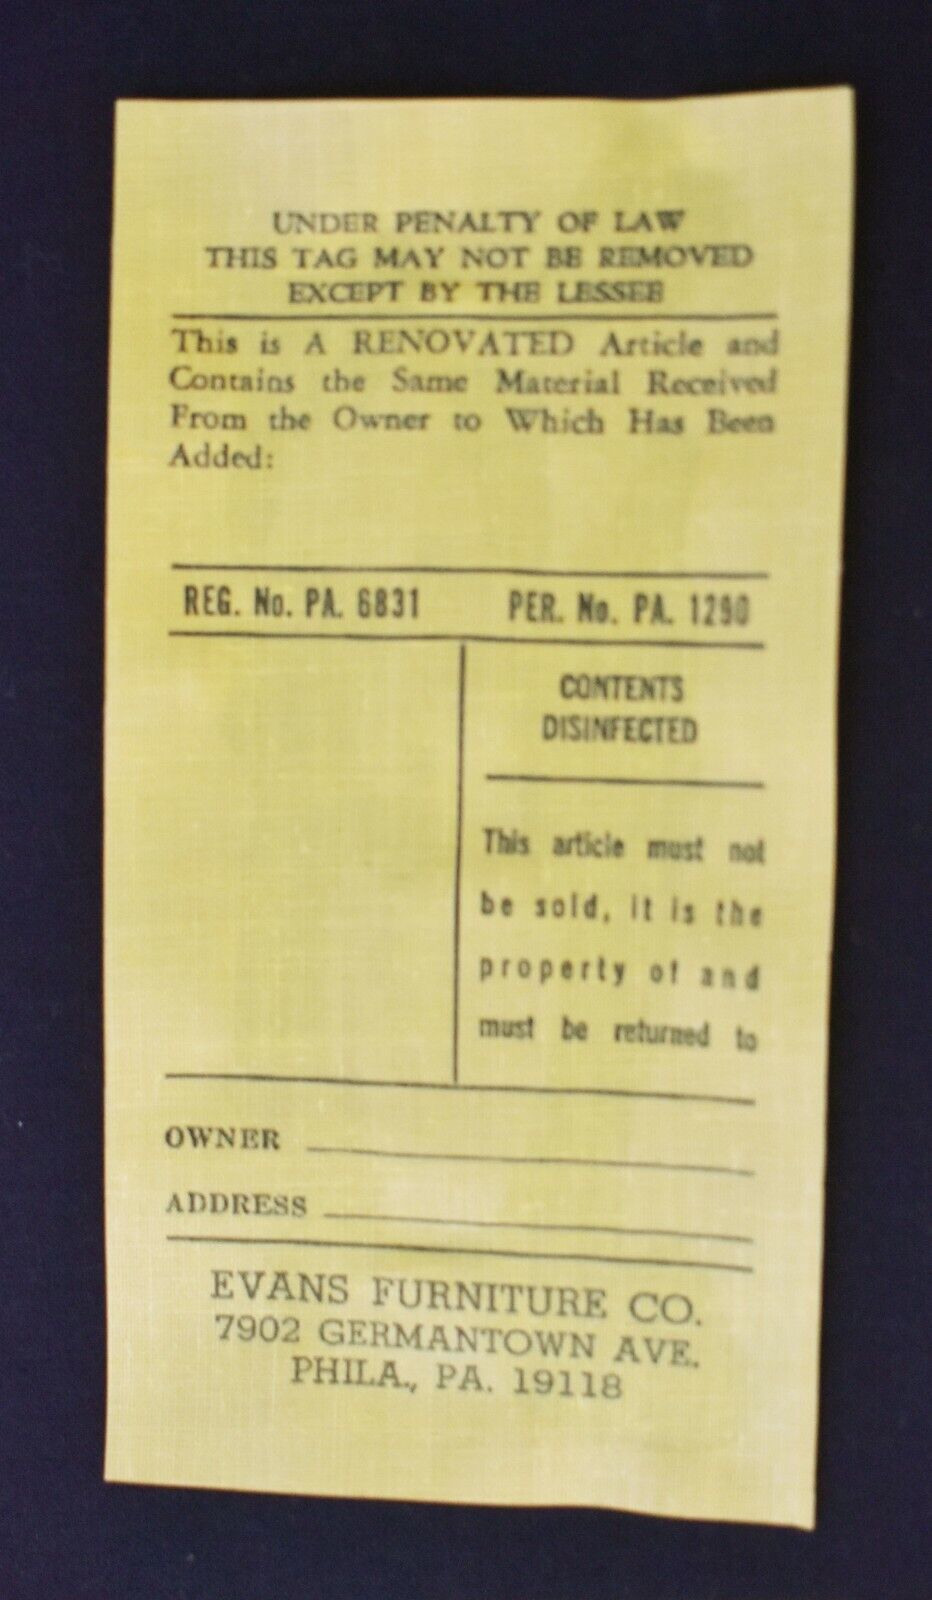 UNDER PENALTY OF LAW
THIS TAG MAY NOT BE REMOVED
EXCEPT BY THE LESSEE
This is A RENOVATED Article and
Contains the Same Material Received
From the Owner to Which Has Been
Added:
REG. No. PA. 6831 PER. No. PA. 1290
CONTENTS
DISINFECTED
This article must not
be sold, it is the
property of and
must be returned to
OWNER
ADDRESS
EVANS FURNITURE CO.
7902 GERMANTOWN AVE.
PHILA., PA. 19118